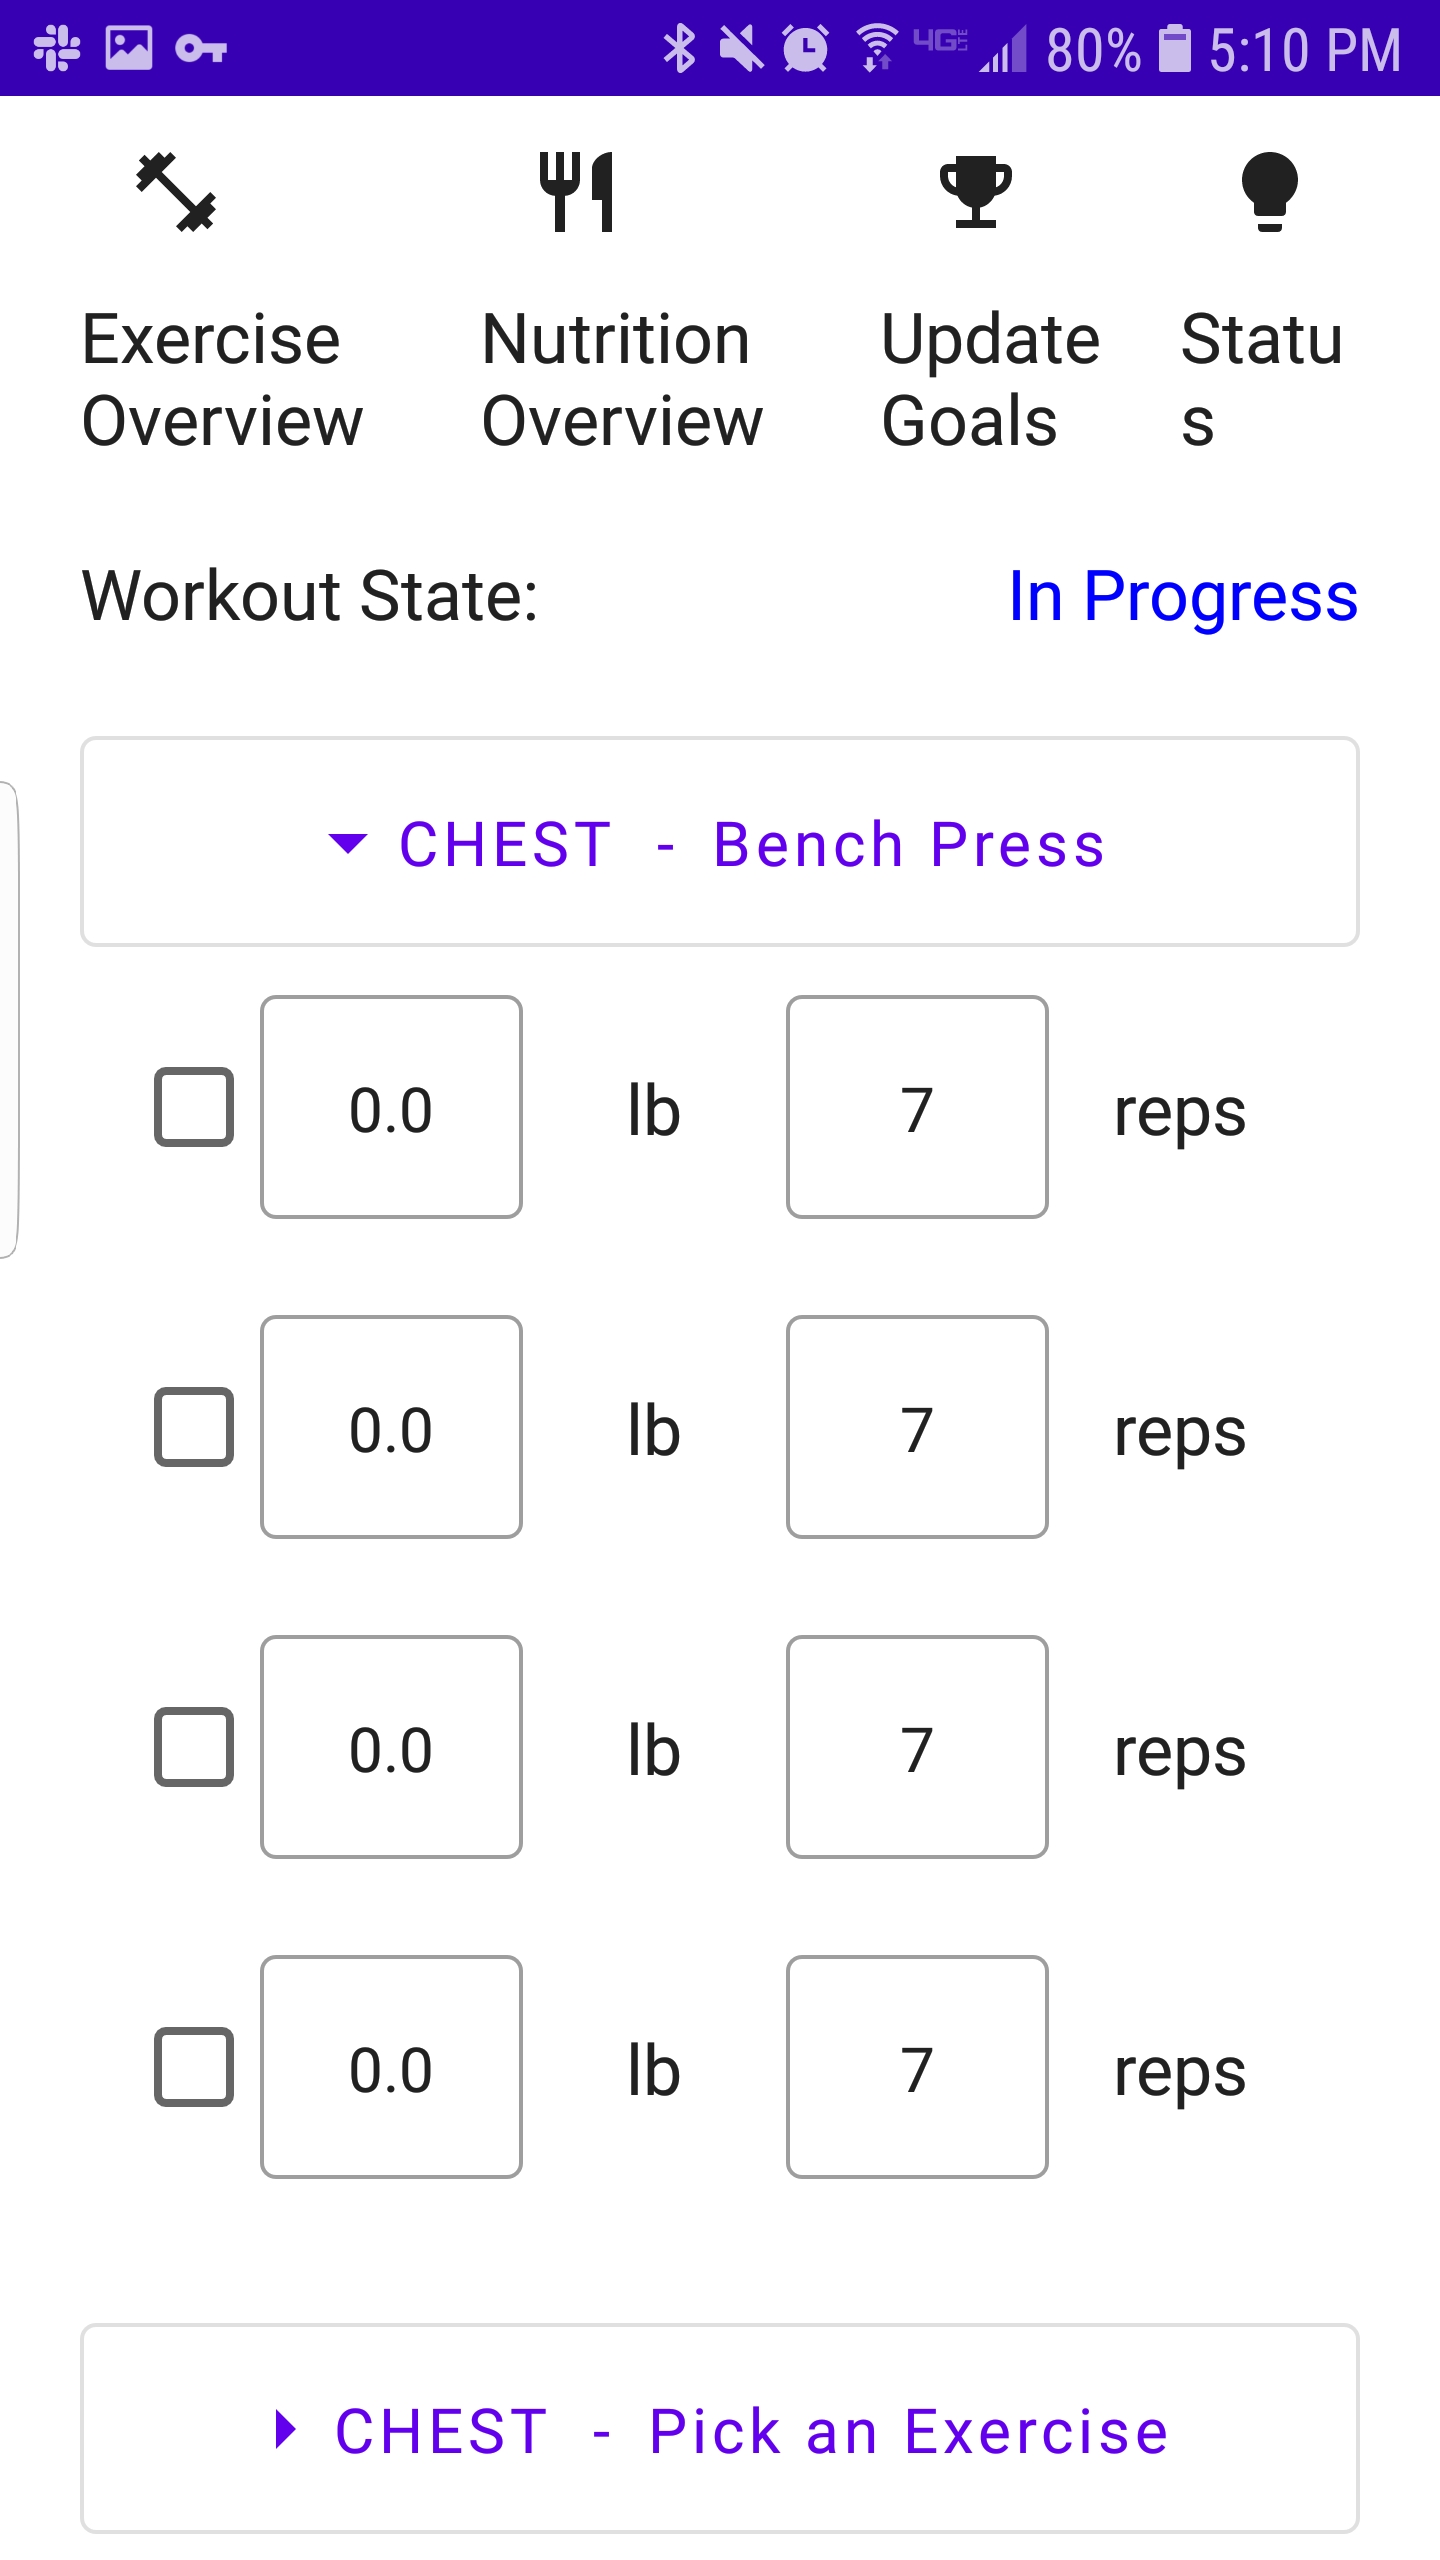 4G LTE 80% 5:10 PM
Exercise Overview
Nutrition Overview
Update Goals
Statu
s
Workout State: In Progress
CHEST - Bench Press
0.0 lb 7 reps
0.0 lb 7 reps
0.0 lb 7 reps
0.0 lb 7 reps
CHEST - Pick an Exercise